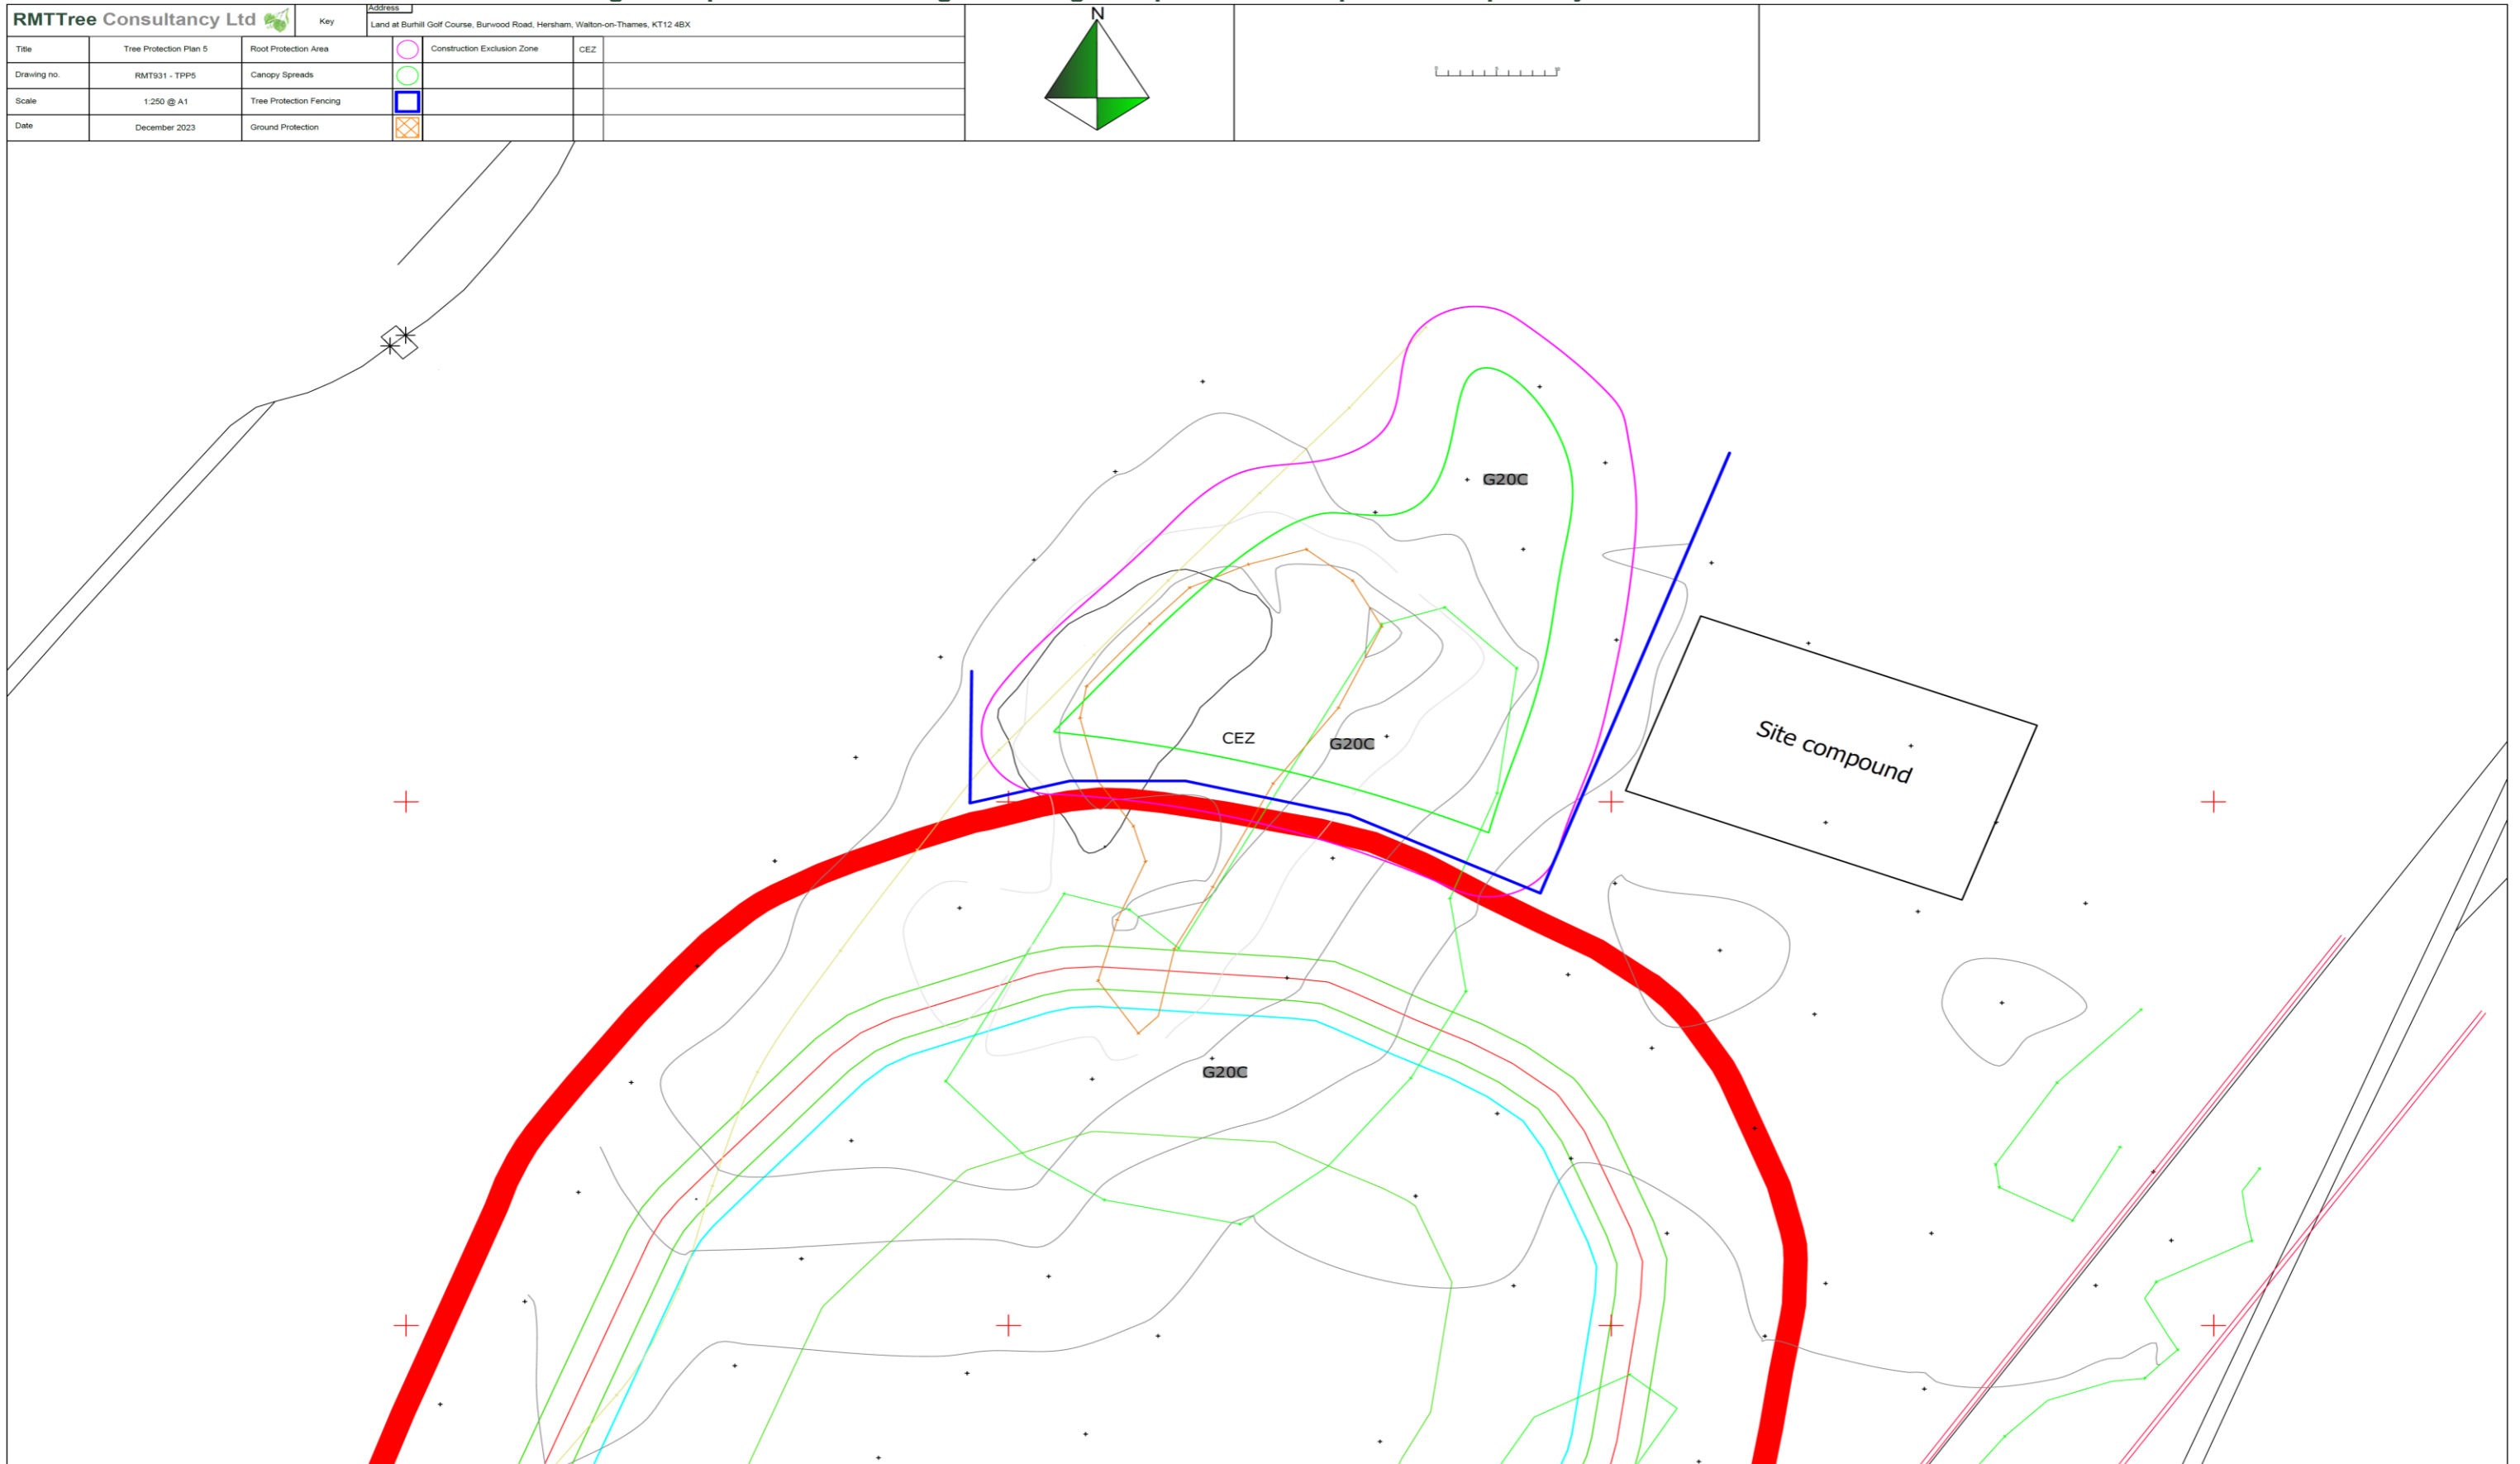 RMTTree Consultancy Ltd
Key
Address
Land at Burhill Golf Course, Burwood Road, Hersham, Walton-on-Thames, KT12 4BX
Title
Tree Protection Plan 5
Root Protection Area
Construction Exclusion Zone
CEZ
Drawing no.
RMT931 - TPP5
Canopy Spreads
Scale
1:250 @ A1
Tree Protection Fencing
Date
December 2023
Ground Protection
N
G20C
CEZ
G20C
Site compound
G20C